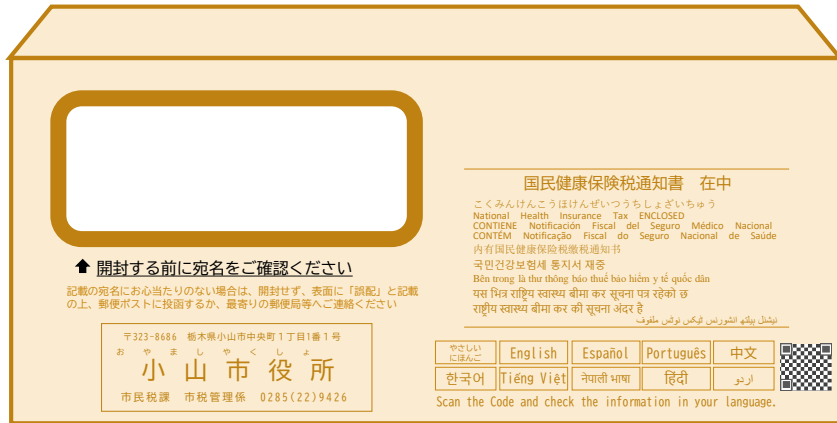 開封する前に宛名をご確認ください
記載の宛名にお心当たりのない場合は、開封せず、表面に「誤配」と記載
の上、郵便ポストに投函するか、最寄りの郵便局等へご連絡ください
〒323-8686 栃木県小山市中央町1丁目1番1号
おやましやくしょ
小山市役所
市民税課 市税管理係 0285(22)9426
国民健康保険税通知書 在中
こくみんけんこうほけんぜいつうちしょざいちゅう
National Health Insurance Tax ENCLOSED
CONTIENE Notificación Fiscal del Seguro Médico Nacional
CONTÉM Notificação Fiscal do Seguro Nacional de Saúde
内有国民健康保险税缴税通知书
국민건강보험세 통지서 재중
Bên trong là thư thông báo thuế bảo hiểm y tế quốc dân
यस भित्र राष्ट्रिय स्वास्थ्य बीमा कर सूचना पत्र रहेको छ
राष्ट्रीय स्वास्थ्य बीमा कर की सूचना अंदर है
نیشنل ہیلتھ انشورنس ٹیکس نوٹس ملفوف
やさしい
にほんご
English
Español
Português
中文
한국어
Tiếng Việt
नेपाली भाषा
हिंदी
اردو
Scan the Code and check the information in your language.